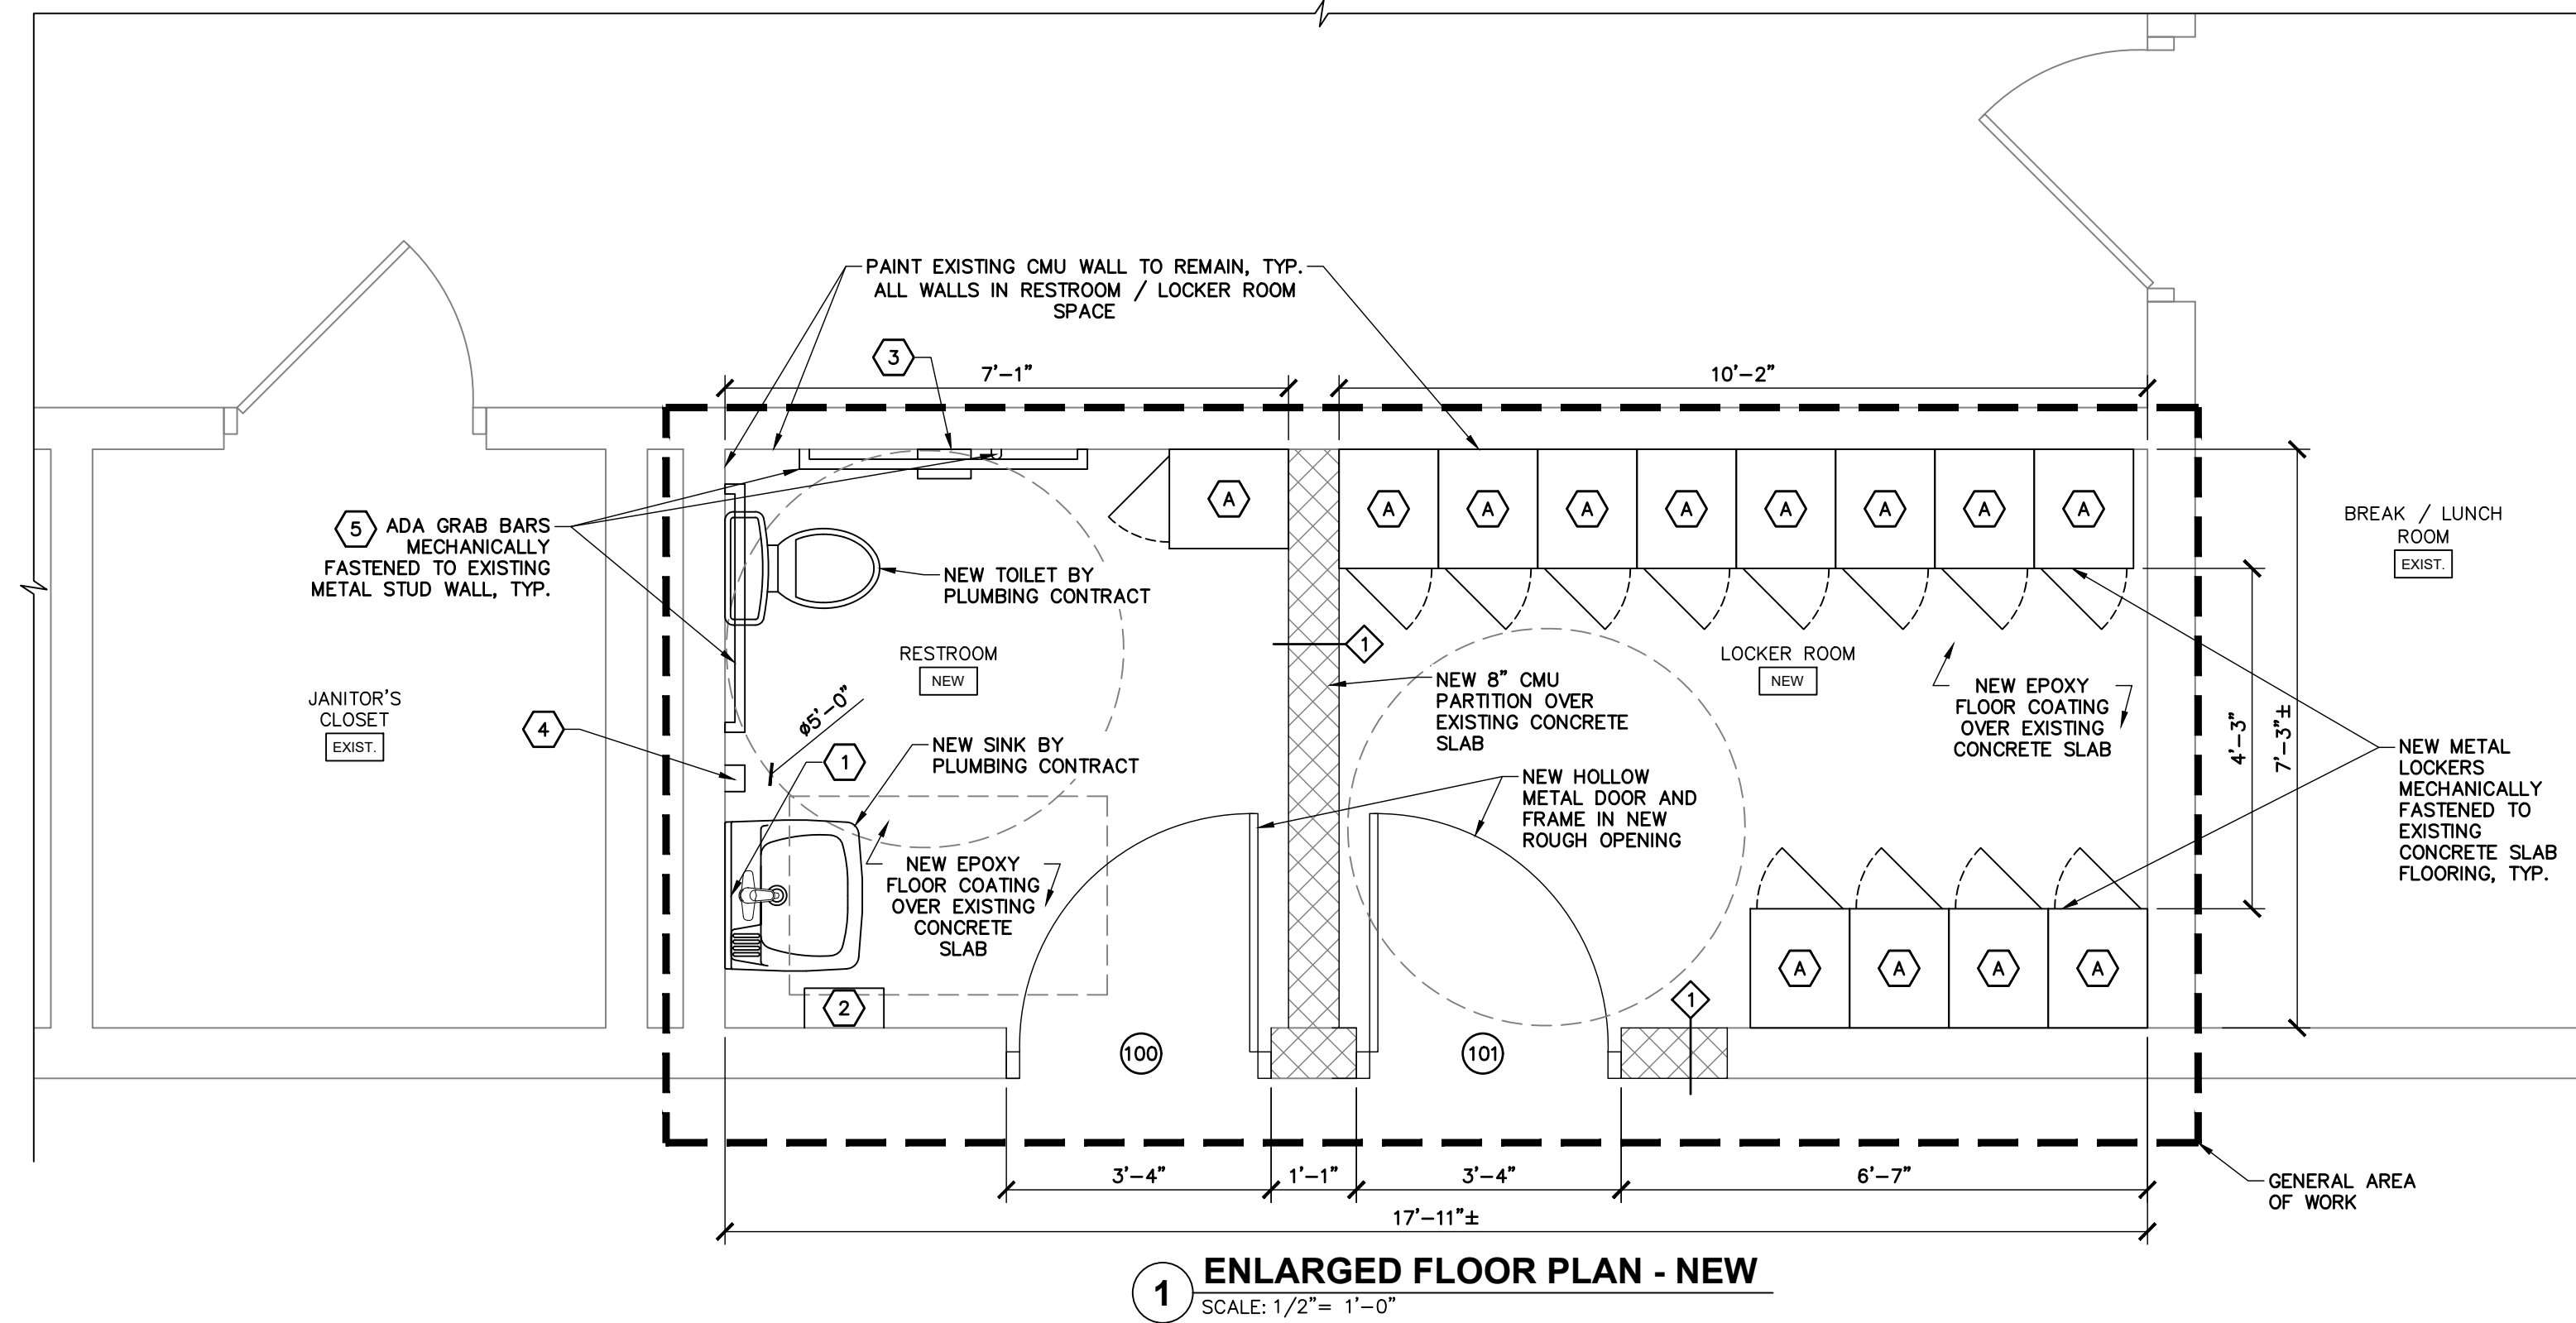 PAINT EXISTING CMU WALL TO REMAIN, TYP.
ALL WALLS IN RESTROOM / LOCKER ROOM
SPACE
3
7'-1"
10'-2"
A
A
A
A
A
A
A
A
A
5
ADA GRAB BARS
MECHANICALLY
FASTENED TO EXISTING
METAL STUD WALL, TYP.
NEW TOILET BY
PLUMBING CONTRACT
BREAK / LUNCH
ROOM
EXIST.
RESTROOM
NEW
1
LOCKER ROOM
NEW
JANITOR'S
CLOSET
EXIST.
4
ø5'-0"
1
NEW SINK BY
PLUMBING CONTRACT
NEW 8" CMU
PARTITION OVER
EXISTING CONCRETE
SLAB
NEW EPOXY
FLOOR COATING
OVER EXISTING
CONCRETE SLAB
4'-3"
7'-3"±
NEW HOLLOW
METAL DOOR AND
FRAME IN NEW
ROUGH OPENING
NEW METAL
LOCKERS
MECHANICALLY
FASTENED TO
EXISTING
CONCRETE SLAB
FLOORING, TYP.
NEW EPOXY
FLOOR COATING
OVER EXISTING
CONCRETE
SLAB
2
A
A
A
A
1
100
101
3'-4"
1'-1"
3'-4"
6'-7"
GENERAL AREA
OF WORK
17'-11"±
1
ENLARGED FLOOR PLAN - NEW
SCALE: 1/2"= 1'-0"